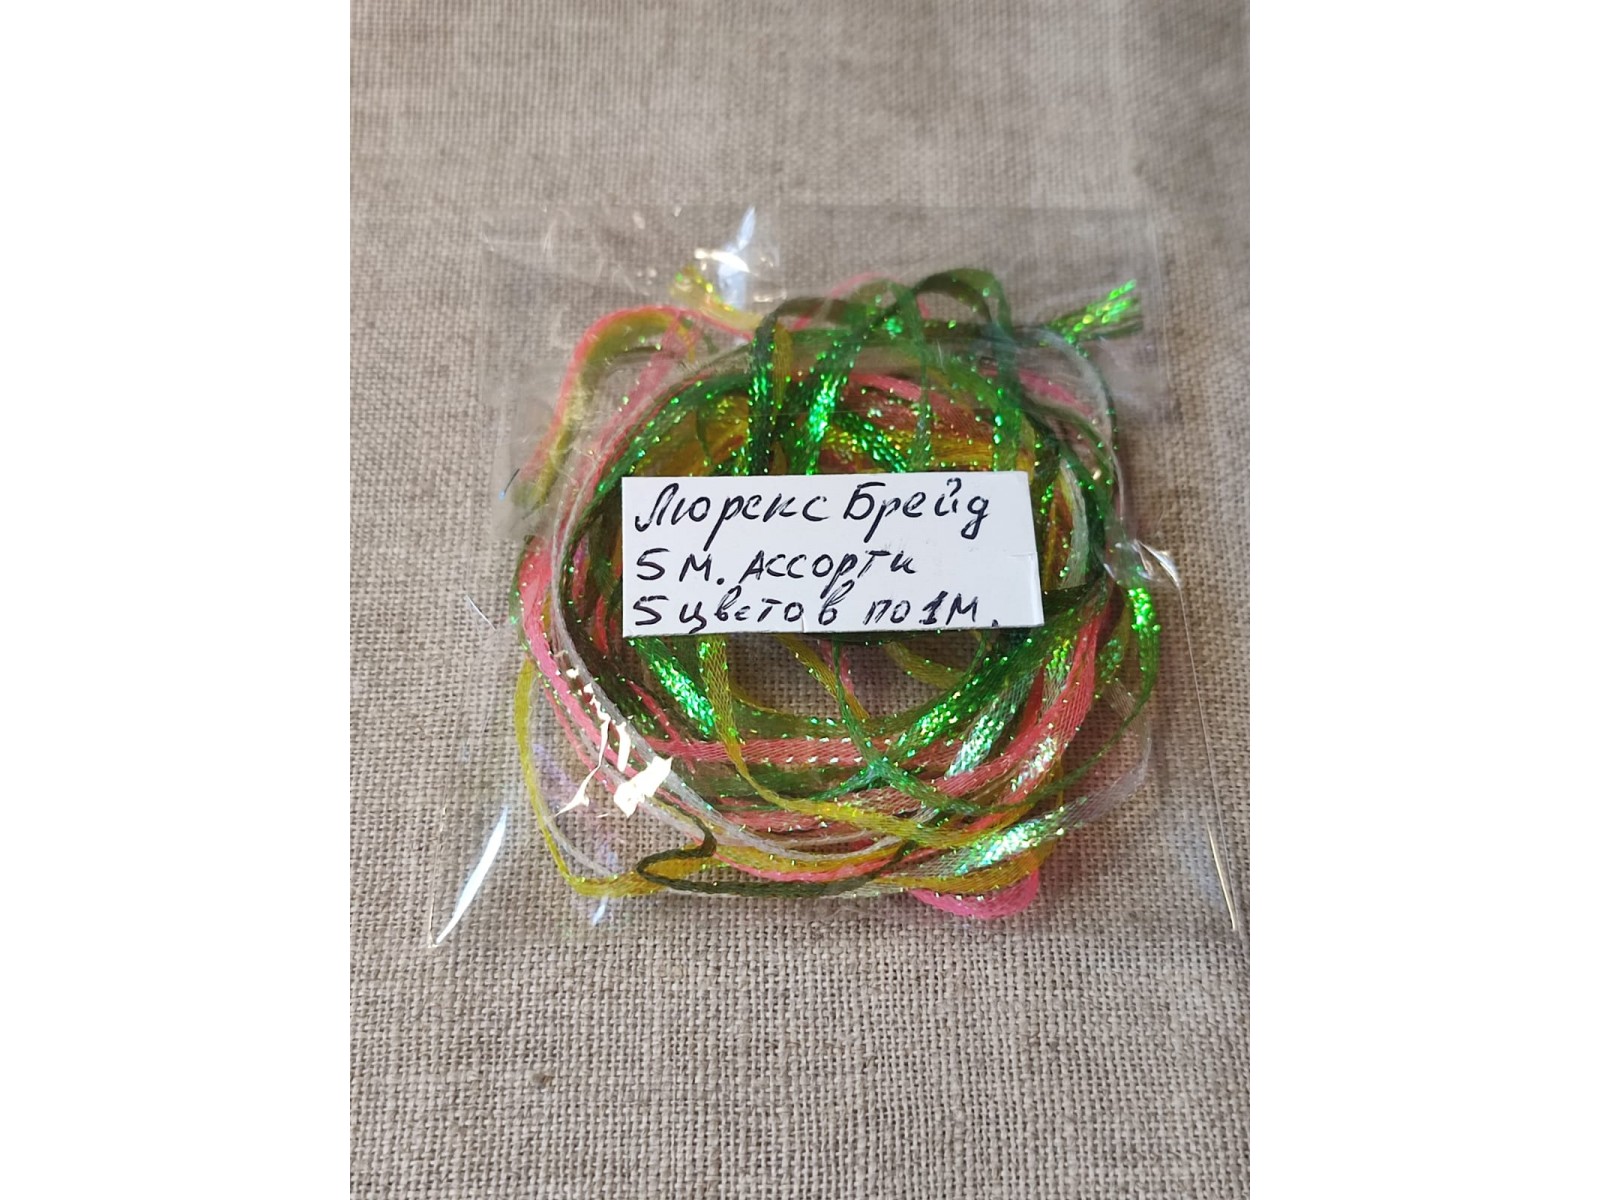 Люрекс Брейд
5 м. ассорти
5 цветов по 1м.